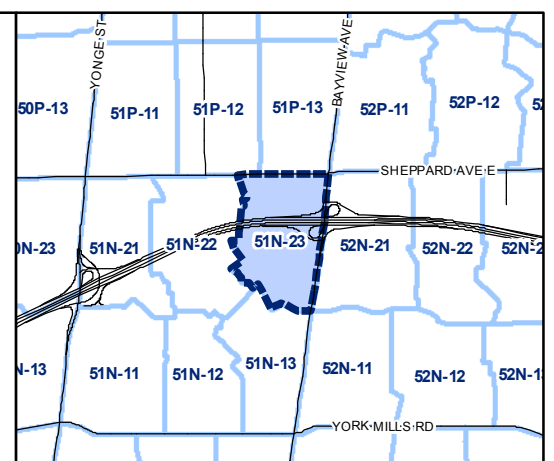 YONGE ST
BAYVIEW AVE
50P-13
51P-11
51P-12
51P-13
52P-11
52P-12
SHEPPARD AVE E
51N-21
51N-22
51N-23
52N-21
52N-22
51N-11
51N-12
51N-13
52N-11
52N-12
YORK MILLS RD